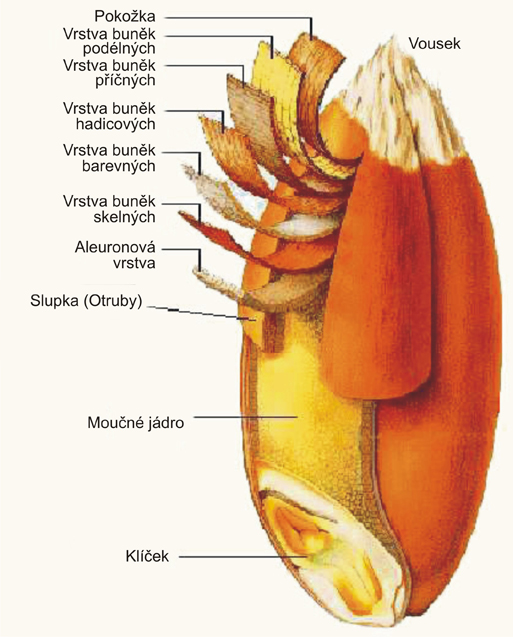 Pokožka
Vrstva buněk
podélných
Vrstva buněk
příčných
Vrstva buněk
hadicových
Vrstva buněk
barevných
Vrstva buněk
skelných
Aleuronová
vrstva
Slupka (Otruby)
Moučné jádro
Klíček
Vousek